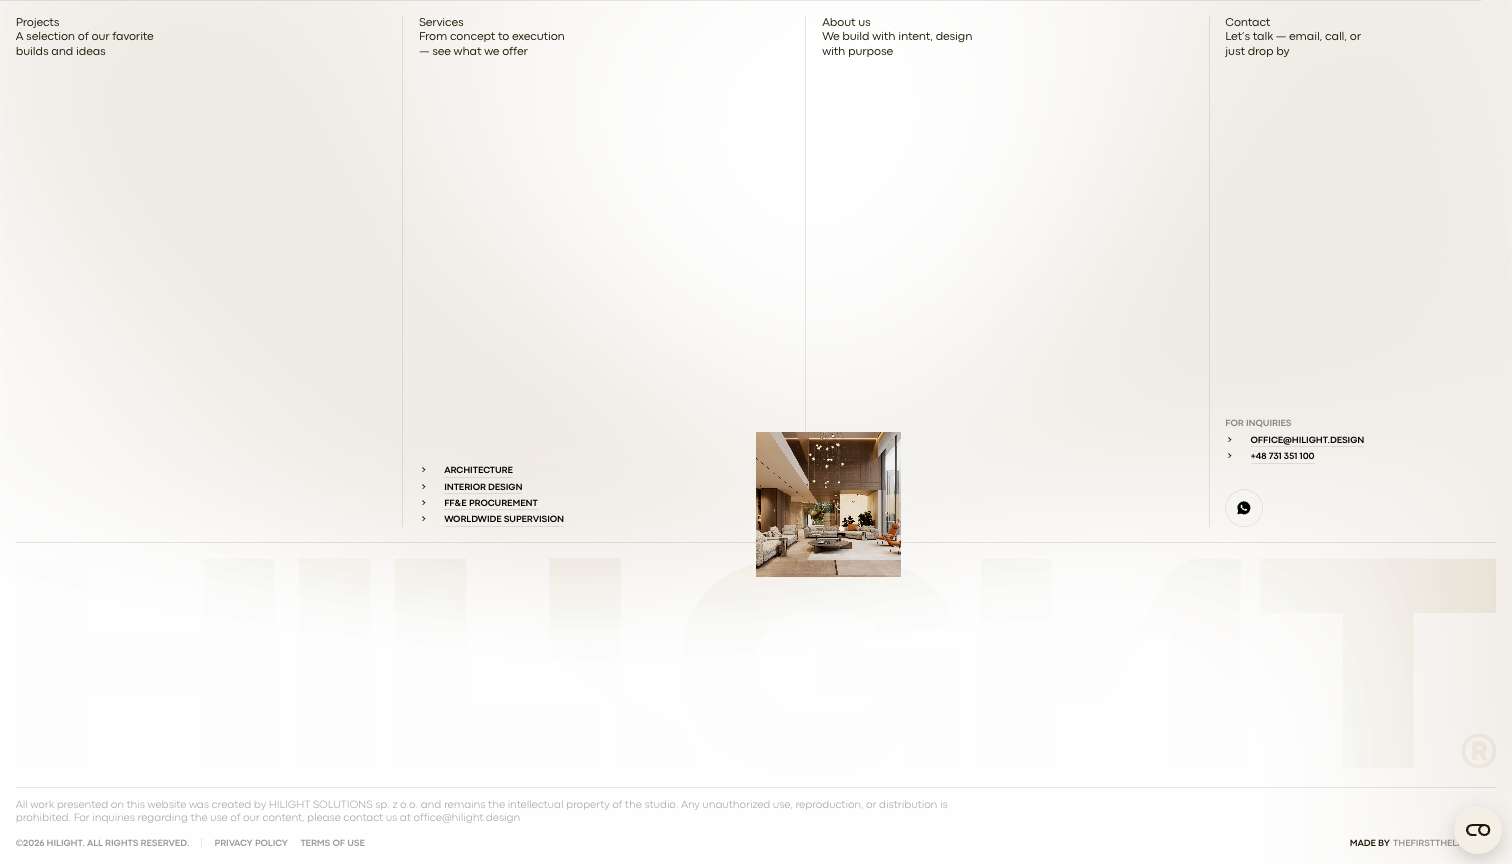 Projects
A selection of our favorite
builds and ideas
Services
From concept to execution
— see what we offer
About us
We build with intent, design
with purpose
Contact
Let's talk — email, call, or
just drop by
ARCHITECTURE
INTERIOR DESIGN
FF&E PROCUREMENT
WORLDWIDE SUPERVISION
FOR INQUIRIES
OFFICE@HILIGHT.DESIGN
+48 731 351 100
HILIGHT®
All work presented on this website was created by HILIGHT SOLUTIONS sp. z o.o. and remains the intellectual property of the studio. Any unauthorized use, reproduction, or distribution is
prohibited. For inquiries regarding the use of our content, please contact us at office@hilight.design
©2026 HILIGHT. ALL RIGHTS RESERVED. PRIVACY POLICY TERMS OF USE
MADE BY